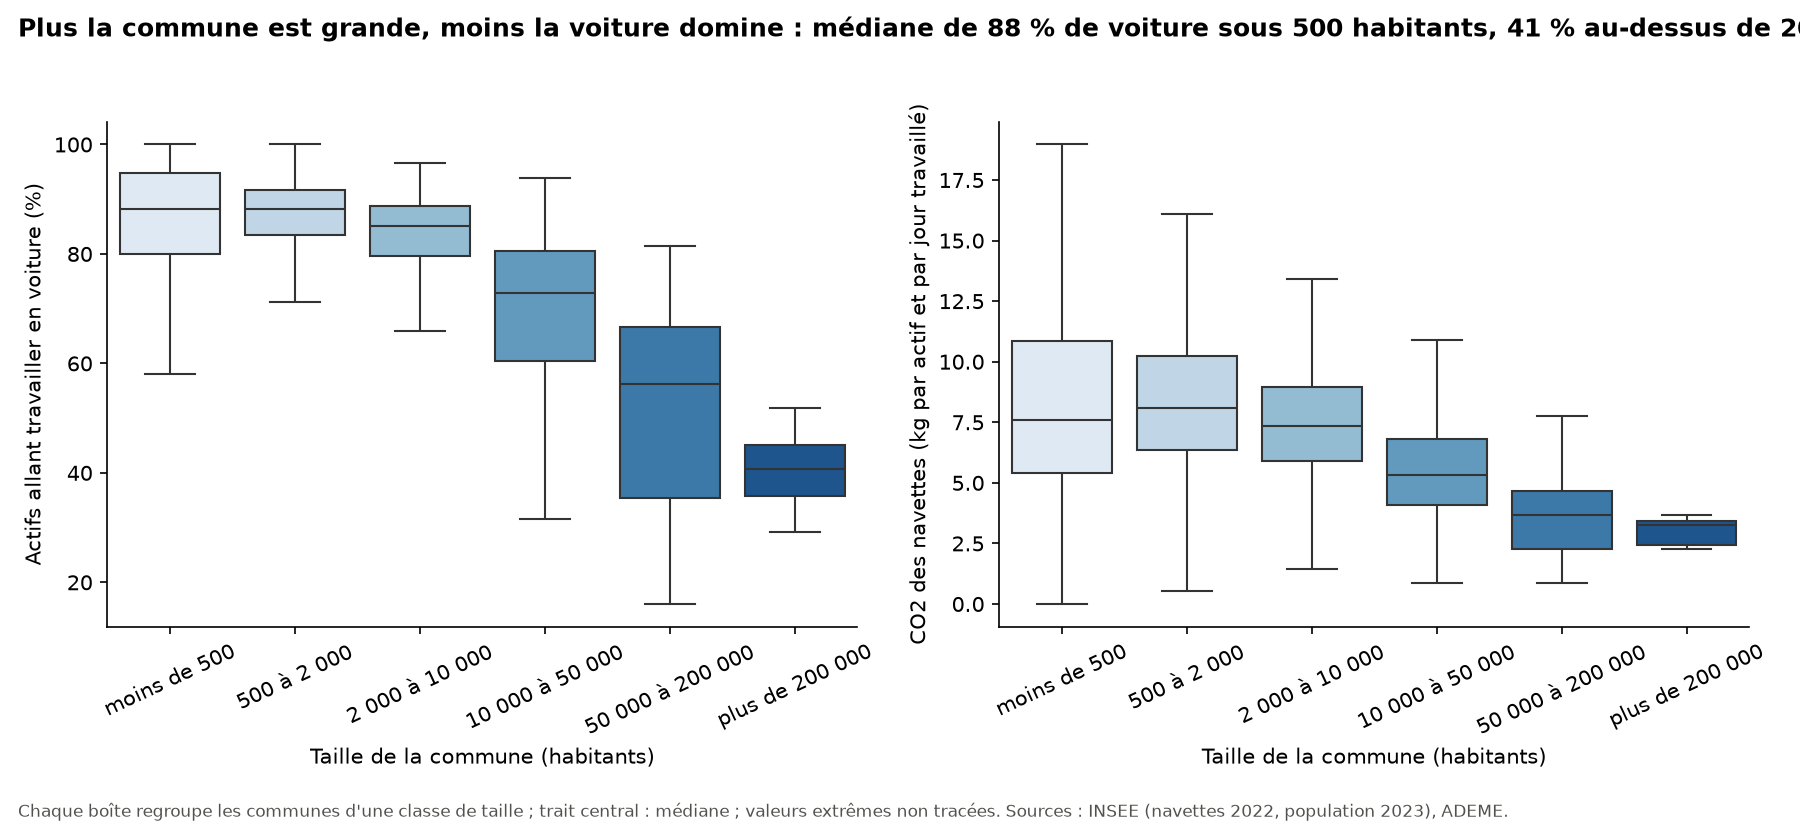 Plus la commune est grande, moins la voiture domine : médiane de 88 % de voiture sous 500 habitants, 41 % au-dessus de 20
Actifs allant travailler en voiture (%)
100
80
60
40
20
moins de 500
500 à 2 000
2 000 à 10 000
10 000 à 50 000
50 000 à 200 000
plus de 200 000
Taille de la commune (habitants)
CO2 des navettes (kg par actif et par jour travaillé)
17.5
15.0
12.5
10.0
7.5
5.0
2.5
0.0
moins de 500
500 à 2 000
2 000 à 10 000
10 000 à 50 000
50 000 à 200 000
plus de 200 000
Taille de la commune (habitants)
Chaque boîte regroupe les communes d'une classe de taille ; trait central : médiane ; valeurs extrêmes non tracées. Sources : INSEE (navettes 2022, population 2023), ADEME.